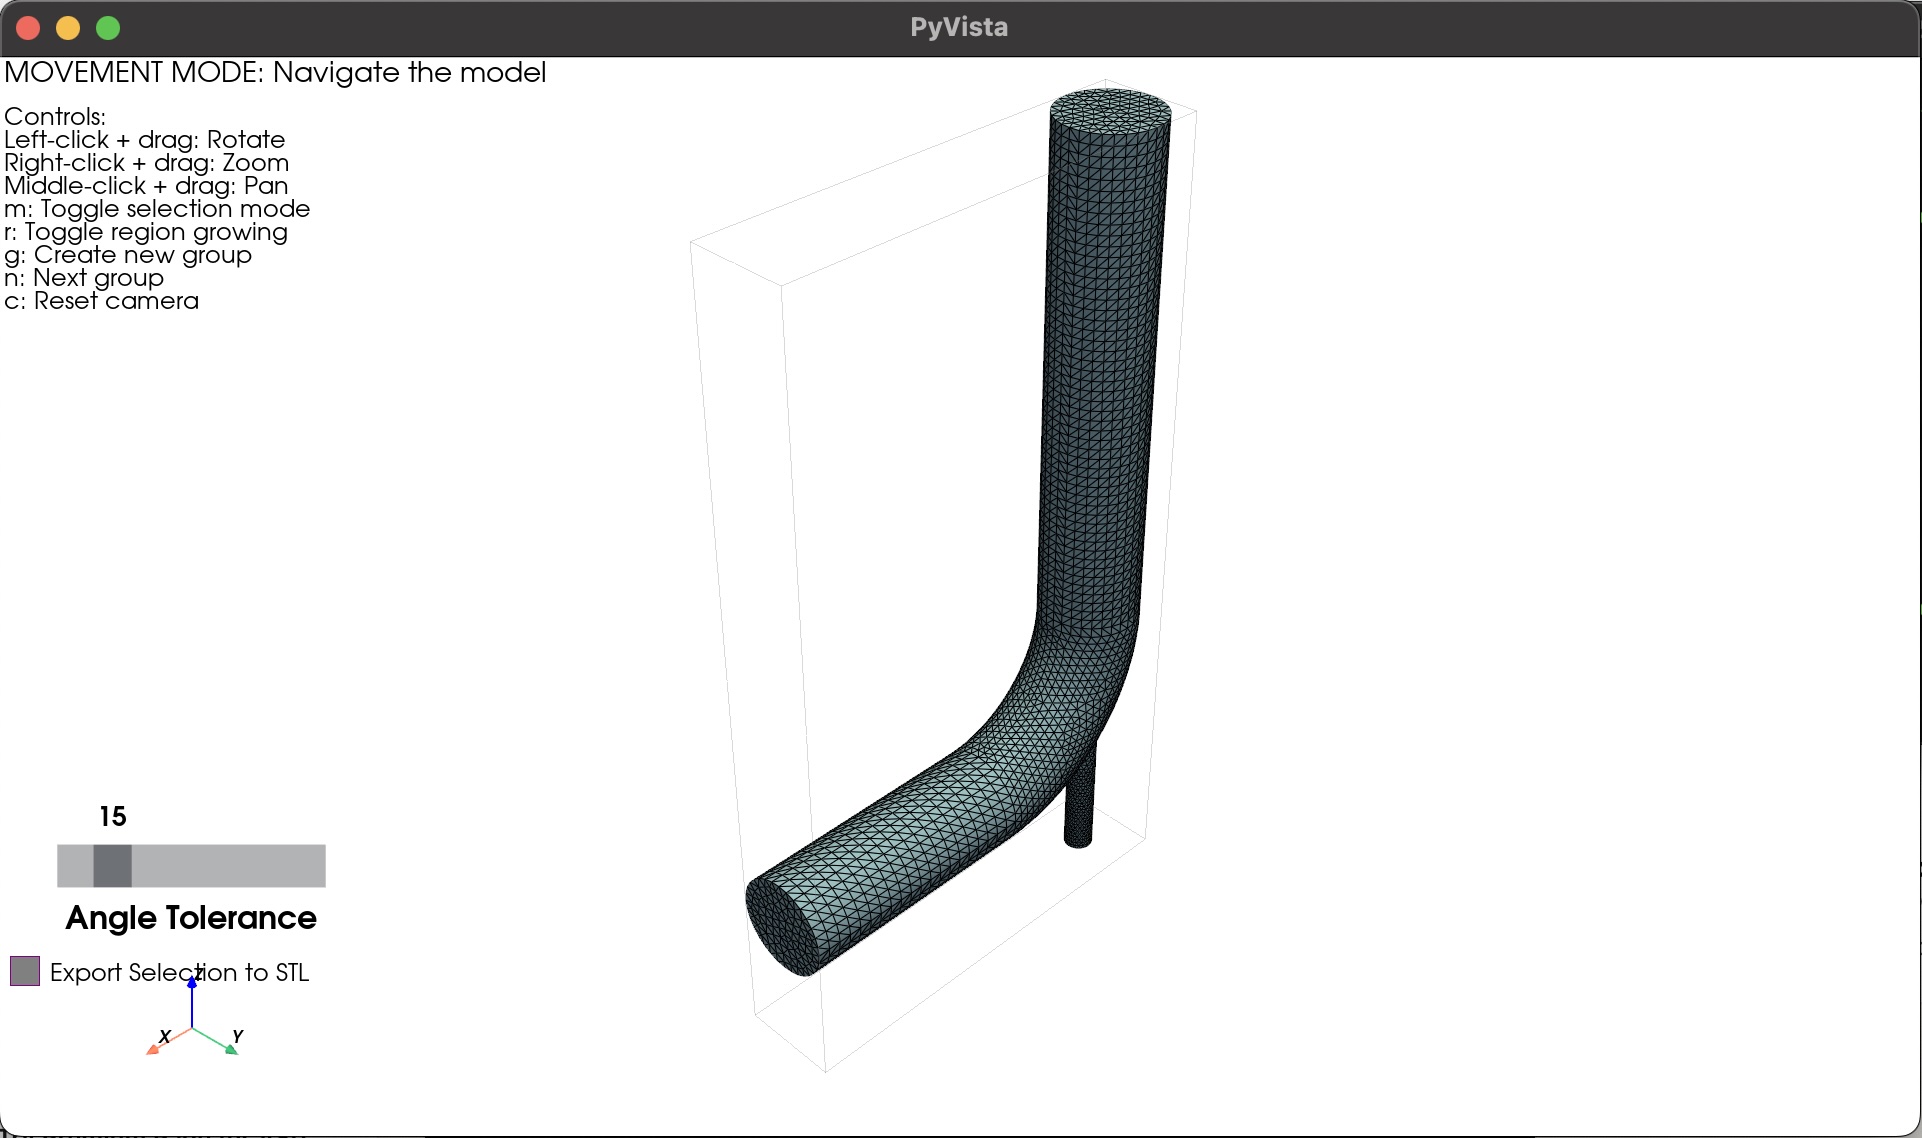 PyVista
MOVEMENT MODE: Navigate the model
Controls:
Left-click + drag: Rotate
Right-click + drag: Zoom
Middle-click + drag: Pan
m: Toggle selection mode
r: Toggle region growing
g: Create new group
n: Next group
c: Reset camera
15
Angle Tolerance
Export Selection to STL
Z
X
Y